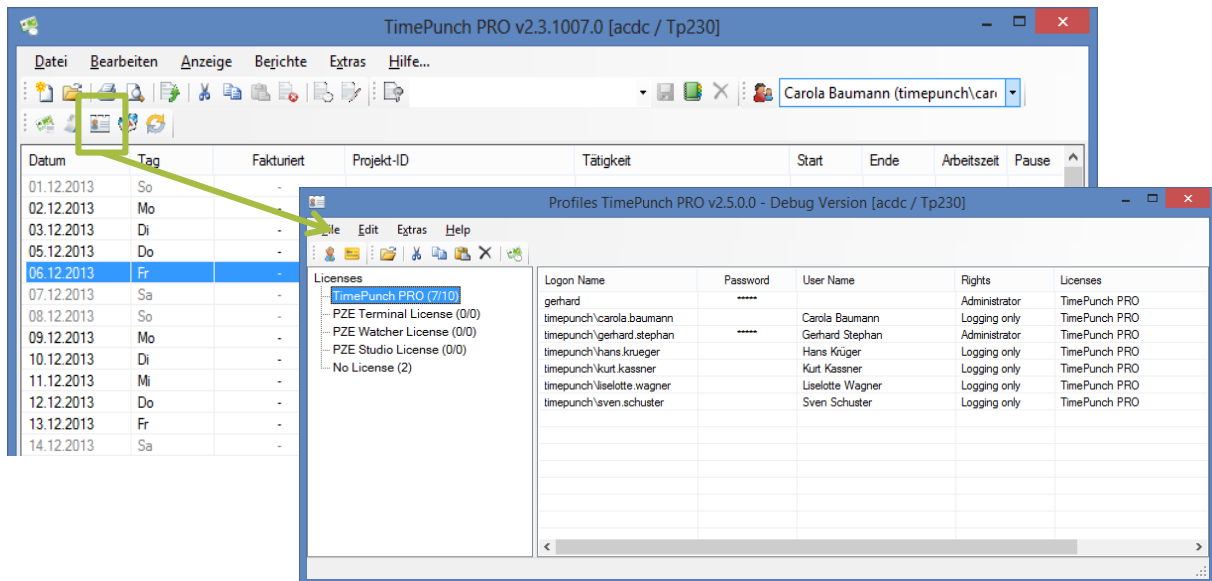 TimePunch PRO v2.3.1007.0 [acdc / Tp230]
Datei Bearbeiten Anzeige Berichte Extras Hilfe...
Carola Baumann (timepunch\car
Datum Tag Fakturiert Projekt-ID Tätigkeit Start Ende Arbeitszeit Pause
01.12.2013 So -
02.12.2013 Mo -
03.12.2013 Di -
05.12.2013 Do -
06.12.2013 Fr -
07.12.2013 Sa -
08.12.2013 So -
09.12.2013 Mo -
10.12.2013 Di -
11.12.2013 Mi -
12.12.2013 Do -
13.12.2013 Fr -
14.12.2013 Sa -
Profiles TimePunch PRO v2.5.0.0 - Debug Version [acdc / Tp230]
Edit Extras Help
Licenses
TimePunch PRO (7/10)
PZE Terminal License (0/0)
PZE Watcher License (0/0)
PZE Studio License (0/0)
No License (2)
Logon Name Password User Name Rights Licenses
gerhard ***** Administrator TimePunch PRO
timepunch\carola.baumann Carola Baumann Logging only TimePunch PRO
timepunch\gerhard.stephan ***** Gerhard Stephan Administrator TimePunch PRO
timepunch\hans.krueger Hans Krüger Logging only TimePunch PRO
timepunch\kurt.kassner Kurt Kassner Logging only TimePunch PRO
timepunch\liselotte.wagner Liselotte Wagner Logging only TimePunch PRO
timepunch\sven.schuster Sven Schuster Logging only TimePunch PRO